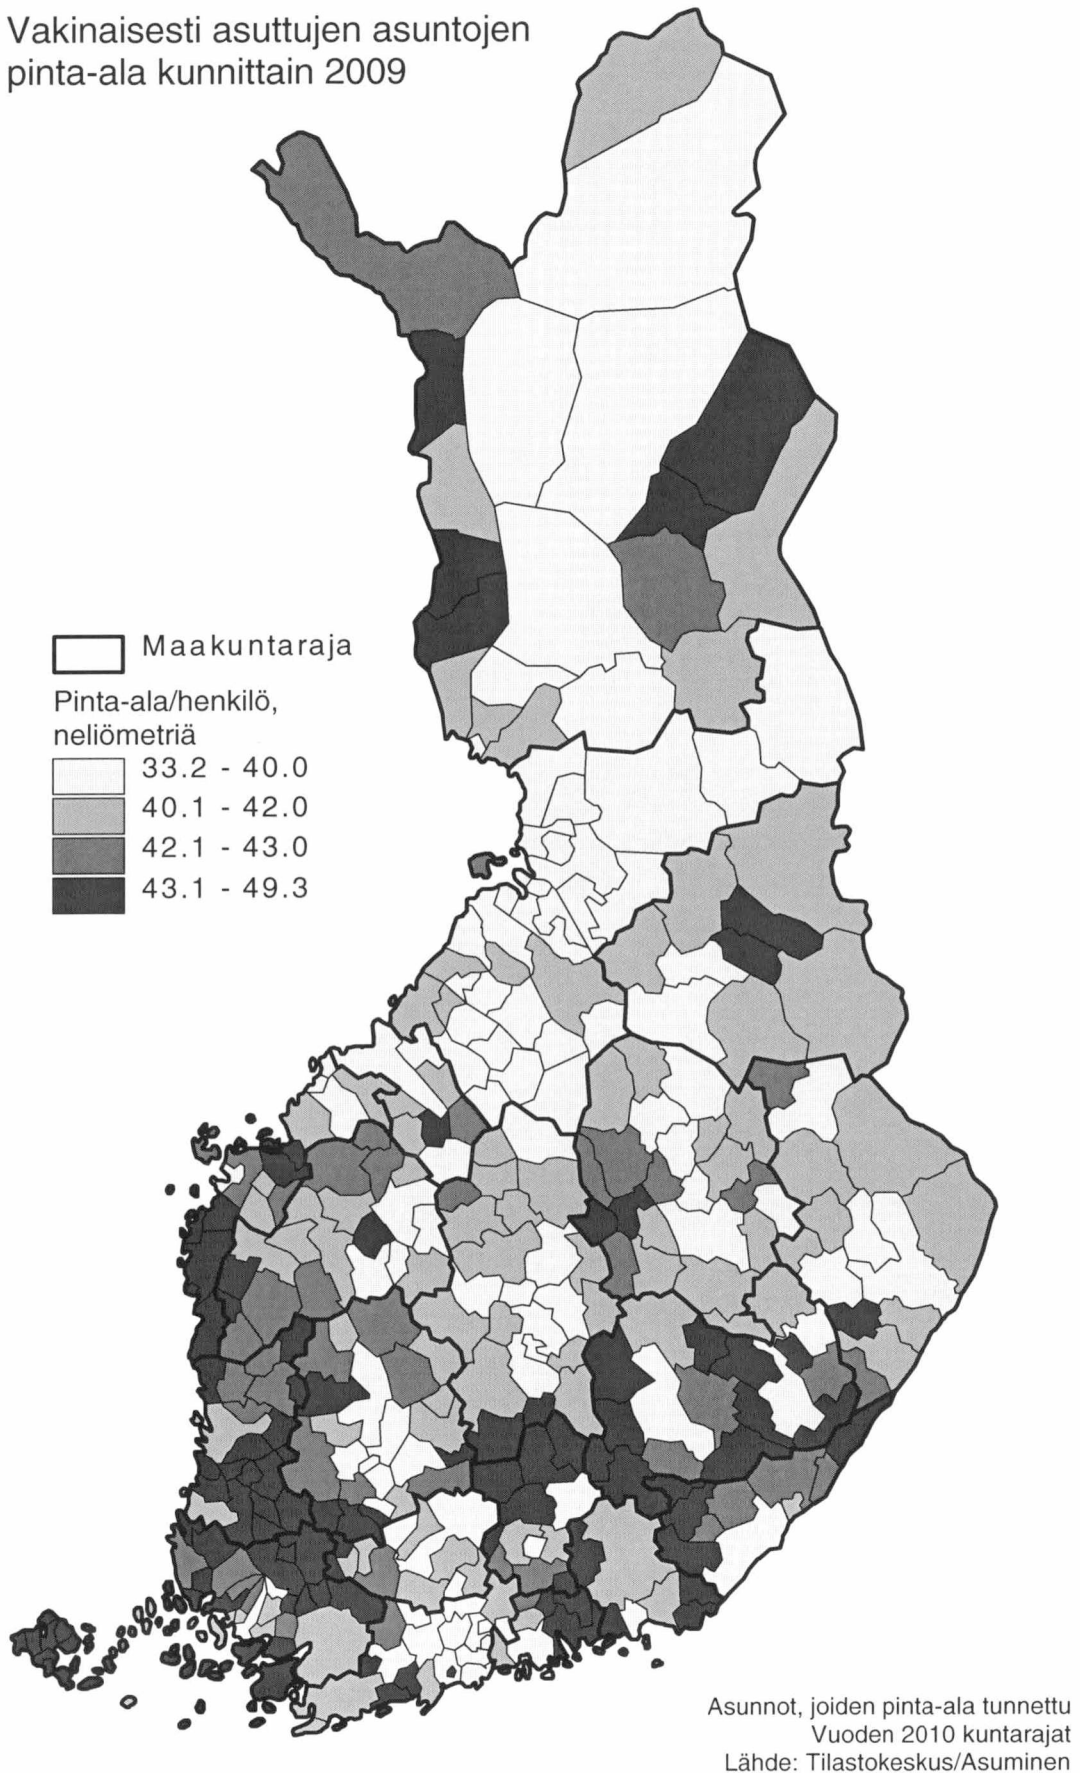 Vakinaisesti asuttujen asuntojen
pinta-ala kunnittain 2009
Maakuntaraja
Pinta-ala/henkilö,
neliömetriä
33.2 - 40.0
40.1 - 42.0
42.1 - 43.0
43.1 - 49.3
Asunnot, joiden pinta-ala tunnettu
Vuoden 2010 kuntarajat
Lähde: Tilastokeskus/Asuminen